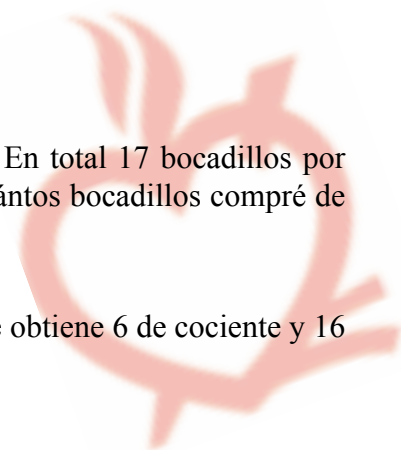 En total 17 bocadillos por
ántos bocadillos compré de
obtiene 6 de cociente y 16